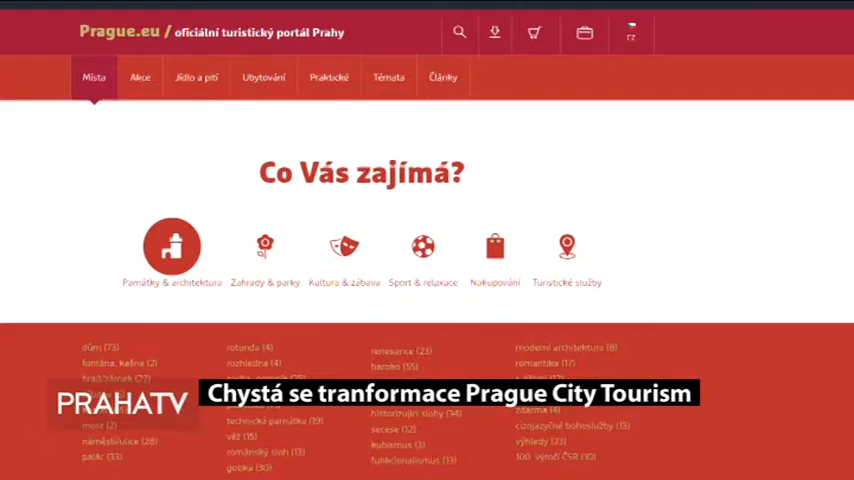 Prague.eu / oficiální turistický portál Prahy
CZ
Místa Akce Jídlo a pití Ubytování Praktické Témata Články
Co Vás zajímá?
Památky & architektura Zahrady & parky Kultura & zábava Sport & relaxace Nakupování Turistické služby
dům (73)
fontána, kašna (2)
hrad/zámek (27)
most (2)
náměstí/ulice (28)
palác (33)
rotunda (4)
rozhledna (4)
technická památka (19)
věž (15)
románský sloh (13)
gotika (30)
renesance (23)
baroko (55)
historizující slohy (34)
secese (12)
kubismus (3)
funkcionalismus (13)
moderní architektura (8)
romantika (17)
zdarma (4)
cizojazyčné bohoslužby (13)
výhledy (23)
100. výročí ČSR (10)
PRAHATV
Chystá se tranformace Prague City Tourism